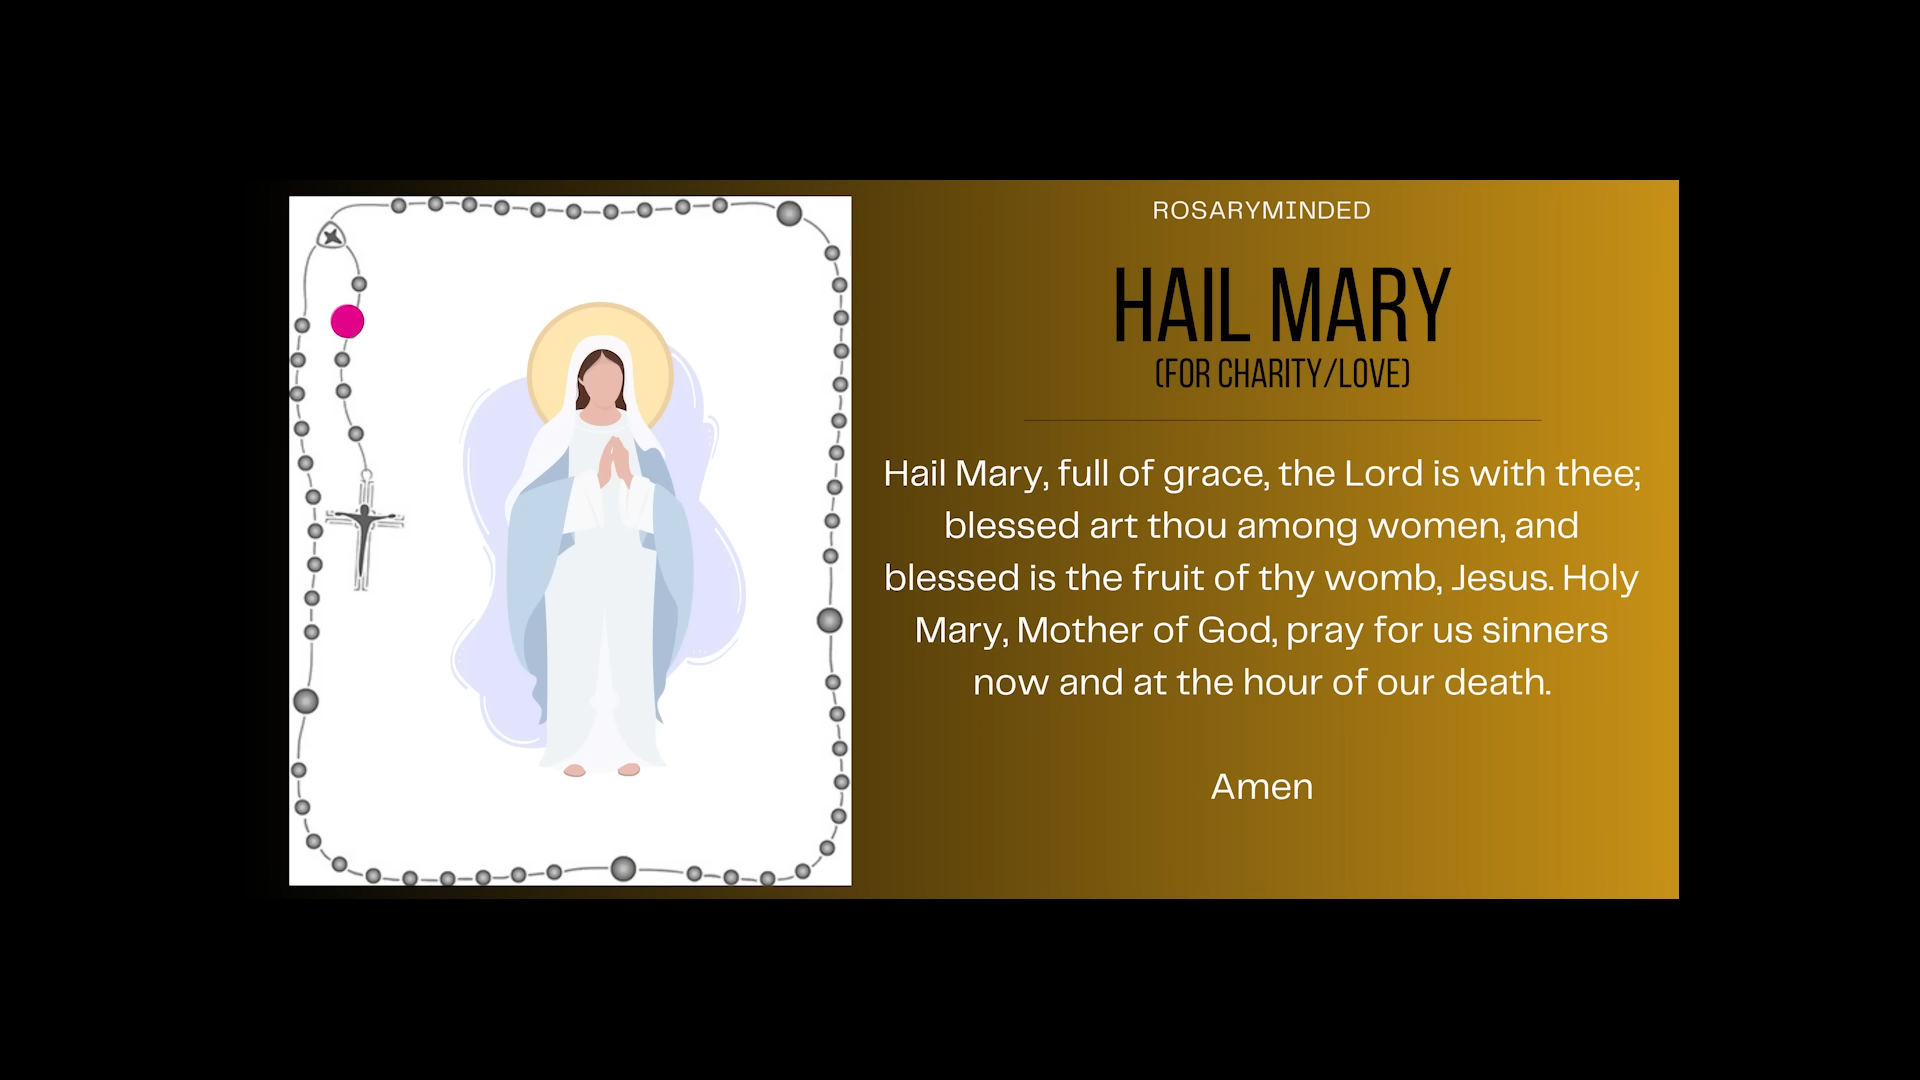 ROSARYMINDED
HAIL MARY
(FOR CHARITY/LOVE)
Hail Mary, full of grace, the Lord is with thee;
blessed art thou among women, and
blessed is the fruit of thy womb, Jesus. Holy
Mary, Mother of God, pray for us sinners
now and at the hour of our death.
Amen